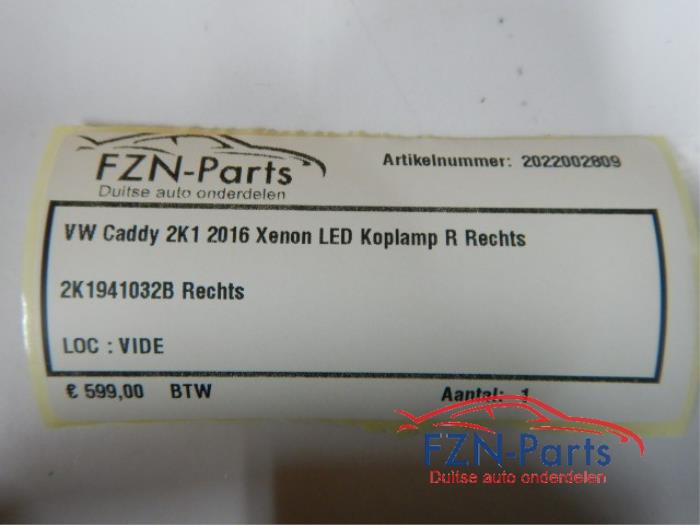 FZN-Parts
Duitse auto onderdelen
Artikelnummer: 2022002809
VW Caddy 2K1 2016 Xenon LED Koplamp R Rechts
2K1941032B Rechts
LOC : VIDE
€ 599,00 BTW
Aantal: 1
FZN-Parts
Duitse auto onderdelen